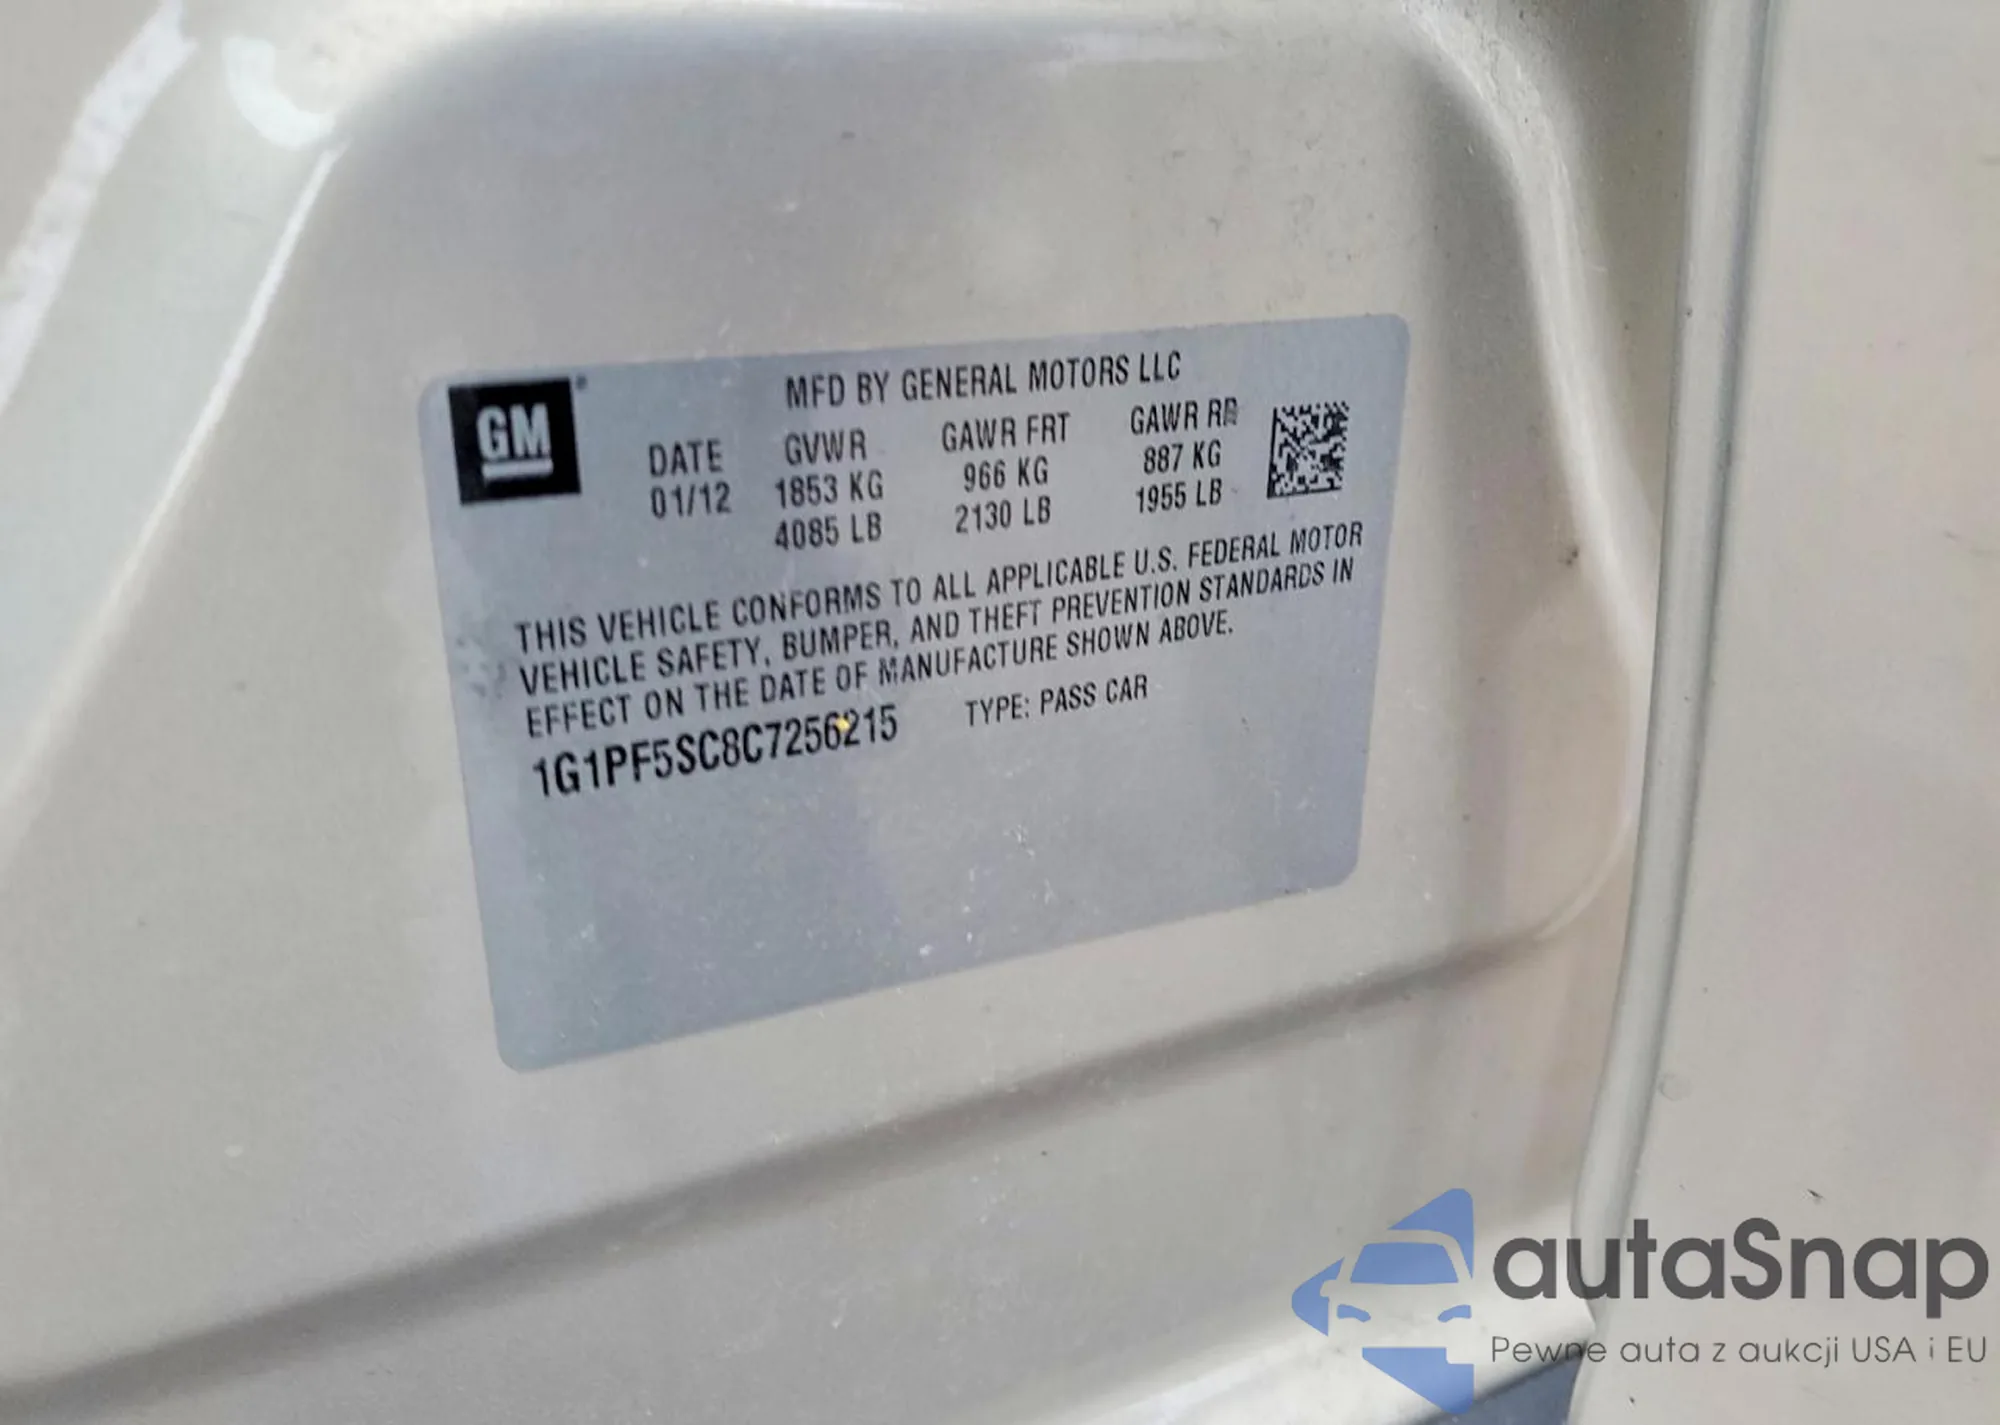 GM
MFD BY GENERAL MOTORS LLC
DATE GVWR GAWR FRT GAWR RR
01/12 1853 KG 966 KG 887 KG
4085 LB 2130 LB 1955 LB
THIS VEHICLE CONFORMS TO ALL APPLICABLE U.S. FEDERAL MOTOR
VEHICLE SAFETY, BUMPER, AND THEFT PREVENTION STANDARDS IN
EFFECT ON THE DATE OF MANUFACTURE SHOWN ABOVE.
1G1PF5SC8C7256215 TYPE: PASS CAR
autaSnap
Pewne auta z aukcji USA i EU